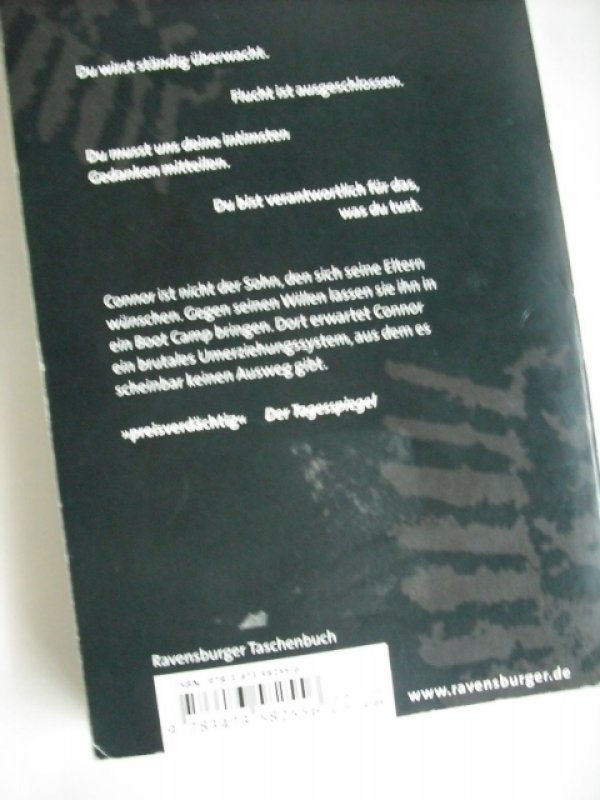 Du wirst ständig überwacht.
Flucht ist ausgeschlossen.
Du musst uns deine intimsten
Gedanken mitteilen.
Du bist verantwortlich für das,
was du tust.
Connor ist nicht der Sohn, den sich seine Eltern
wünschen. Gegen seinen Willen lassen sie ihn in
ein Boot Camp bringen. Dort erwartet Connor
ein brutales Umerziehungssystem, aus dem es
scheinbar keinen Ausweg gibt.
»preisverdächtig« Der Tagesspiegel
Ravensburger Taschenbuch
www.ravensburger.de
ISBN